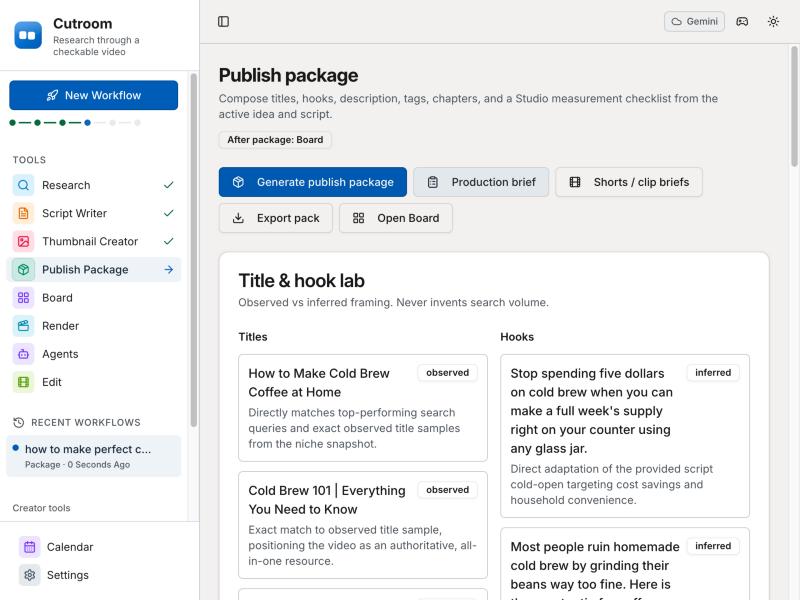 Cutroom
Research through a
checkable video
New Workflow
TOOLS
Research
Script Writer
Thumbnail Creator
Publish Package
Board
Render
Agents
Edit
RECENT WORKFLOWS
how to make perfect c...
Package · 0 Seconds Ago
Creator tools
Calendar
Settings
Gemini
Publish package
Compose titles, hooks, description, tags, chapters, and a Studio measurement checklist from the
active idea and script.
After package: Board
Generate publish package
Production brief
Shorts / clip briefs
Export pack
Open Board
Title & hook lab
Observed vs inferred framing. Never invents search volume.
Titles
How to Make Cold Brew
Coffee at Home
observed
Directly matches top-performing search
queries and exact observed title samples
from the niche snapshot.
Cold Brew 101 | Everything
You Need to Know
observed
Exact match to observed title sample,
positioning the video as an authoritative, all-
in-one resource.
Hooks
Stop spending five dollars
on cold brew when you can
make a full week's supply
right on your counter using
any glass jar.
inferred
Direct adaptation of the provided script
cold-open targeting cost savings and
household convenience.
Most people ruin homemade
cold brew by grinding their
beans way too fine. Here is
inferred